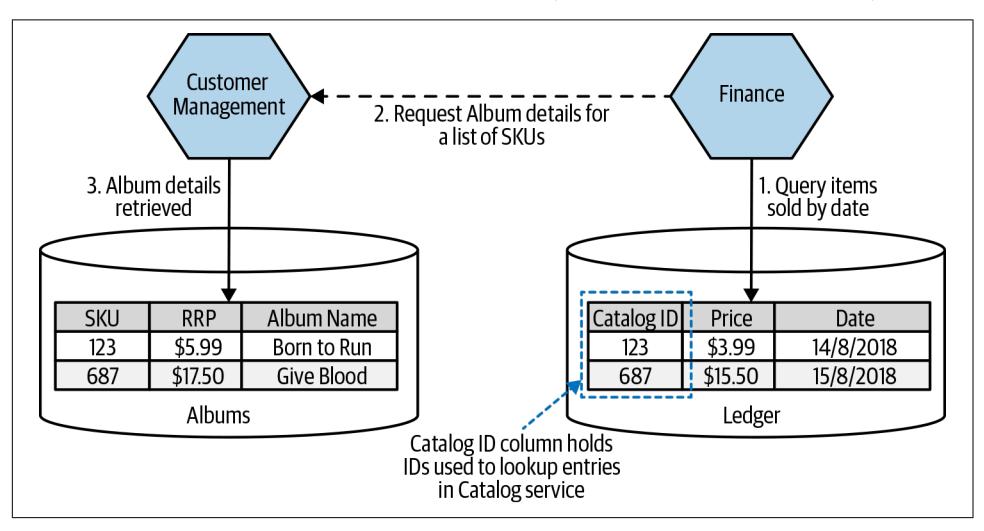 Customer
Management
Finance
2. Request Album details for
a list of SKUs
3. Album details
retrieved
1. Query items
sold by date
SKU RRP Album Name
123 $5.99 Born to Run
687 $17.50 Give Blood
Albums
Catalog ID Price Date
123 $3.99 14/8/2018
687 $15.50 15/8/2018
Ledger
Catalog ID column holds
IDs used to lookup entries
in Catalog service